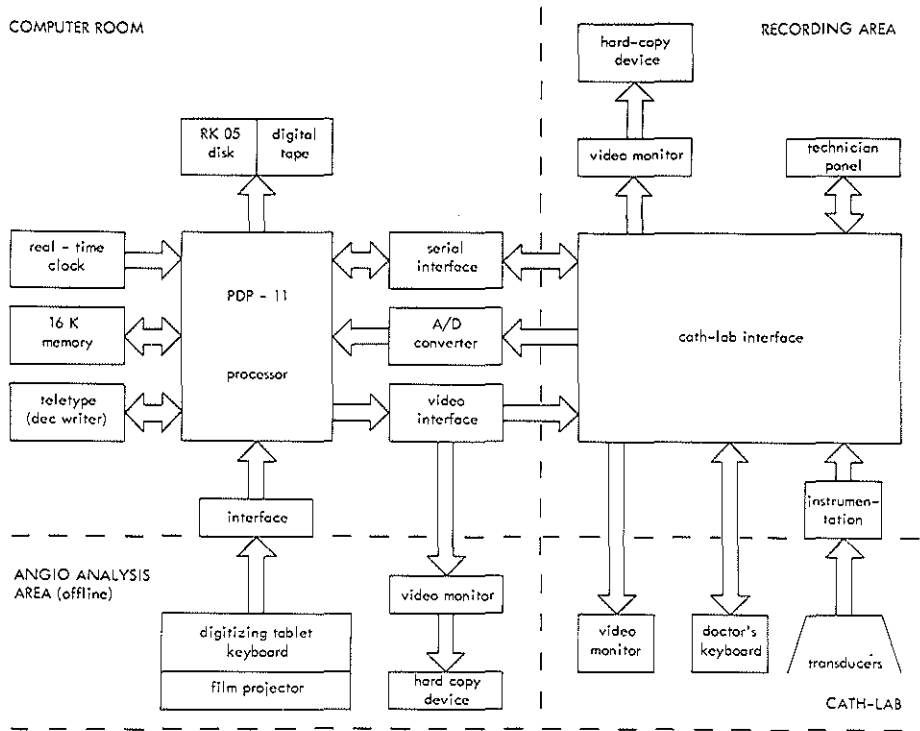 COMPUTER ROOM
RECORDING AREA
hard-copy
device
RK 05
disk
digital
tape
video monitor
technician
panel
real - time
clock
PDP - 11
processor
serial
interface
16 K
memory
A/D
converter
cath-lab interface
teletype
(dec writer)
video
interface
interface
instrumen-
tation
ANGIO ANALYSIS
AREA (offline)
video monitor
digitizing tablet
keyboard
film projector
hard copy
device
video
monitor
doctor's
keyboard
transducers
CATH-LAB